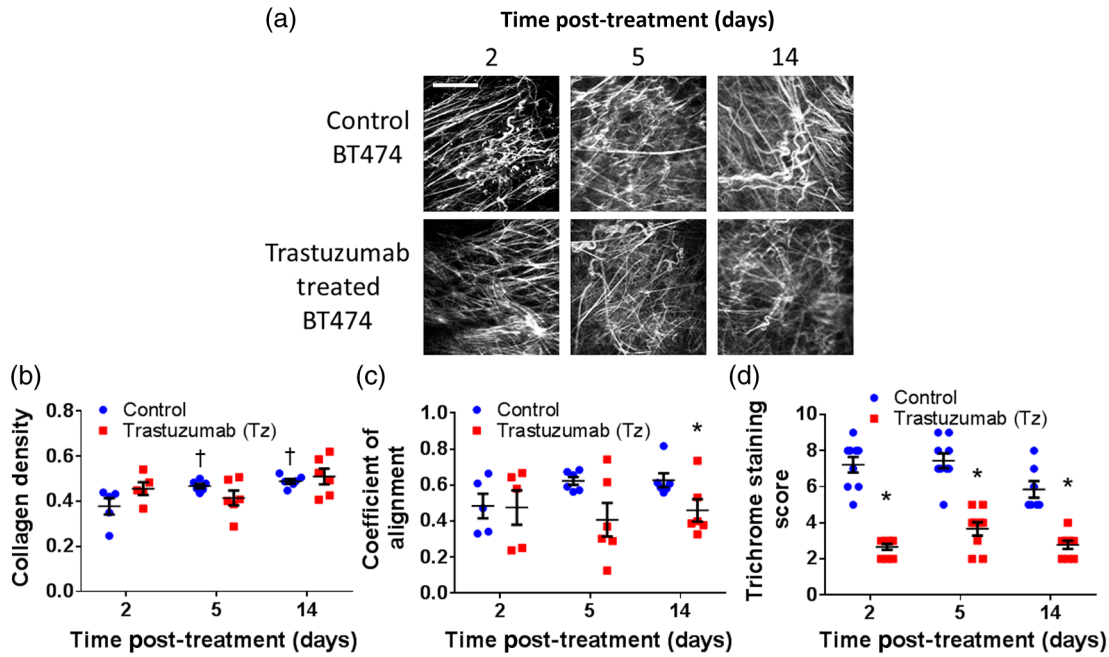 (a)
Time post-treatment (days)
2 5 14
Control
BT474
Trastuzumab
treated
BT474
(b)
Collagen density
0.8
0.6
0.4
0.2
0.0
Control
Trastuzumab (Tz)
† †
2 5 14
Time post-treatment (days)
(c)
Coefficient of
alignment
1.0
0.8
0.6
0.4
0.2
0.0
Control
Trastuzumab (Tz)
*
2 5 14
Time post-treatment (days)
(d)
Trichrome staining
score
10
8
6
4
2
0
Control
Trastuzumab (Tz)
* * *
2 5 14
Time post-treatment (days)